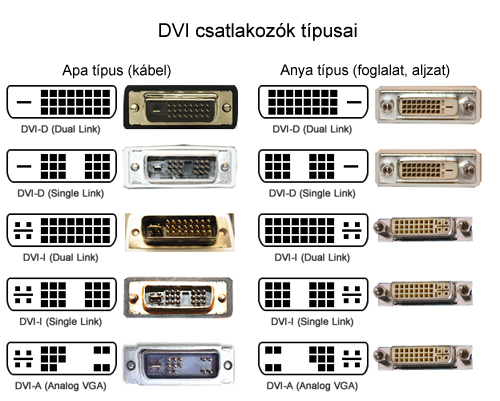 DVI csatlakozók típusai
Apa típus (kábel)
Anya típus (foglalat, aljzat)
DVI-D (Dual Link)
DVI-D (Dual Link)
DVI-D (Single Link)
DVI-D (Single Link)
DVI-I (Dual Link)
DVI-I (Dual Link)
DVI-I (Single Link)
DVI-I (Single Link)
DVI-A (Analog VGA)
DVI-A (Analog VGA)